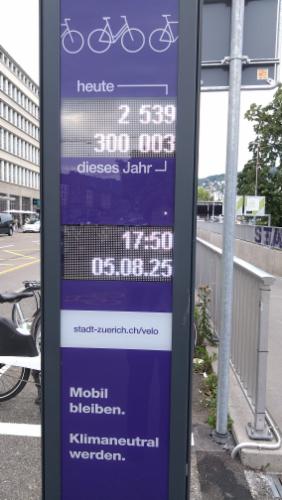 heute
2 539
300 003
dieses Jahr
17:50
05.08.25
stadt-zuerich.ch/velo
Mobil
bleiben.
Klimaneutral
werden.